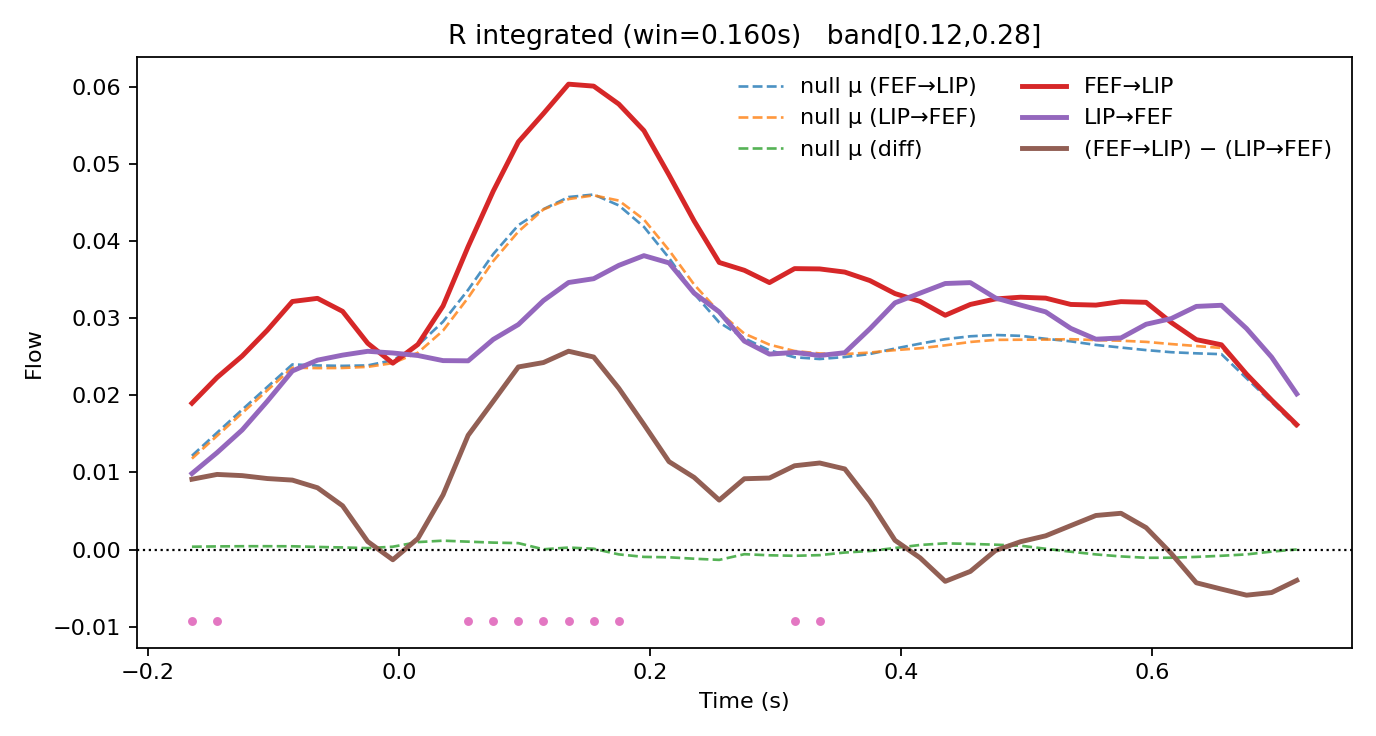 R integrated (win=0.160s)   band[0.12,0.28]
null μ (FEF→LIP)
null μ (LIP→FEF)
null μ (diff)
FEF→LIP
LIP→FEF
(FEF→LIP) − (LIP→FEF)
Flow
0.06
0.05
0.04
0.03
0.02
0.01
0.00
−0.01
−0.2
0.0
0.2
0.4
0.6
Time (s)